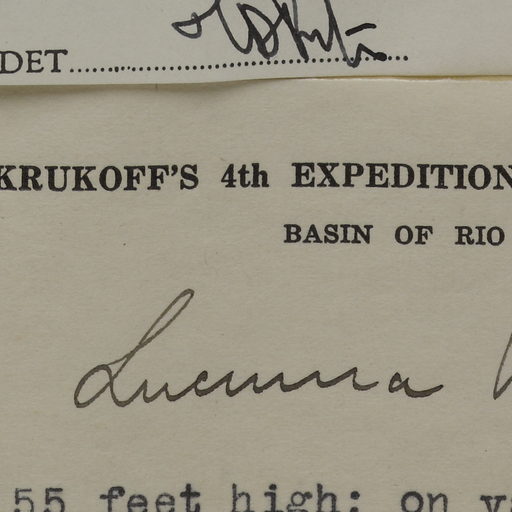 DET..........
KRUKOFF'S 4th EXPEDITION
BASIN OF RIO
Lucuma
55 feet high; on